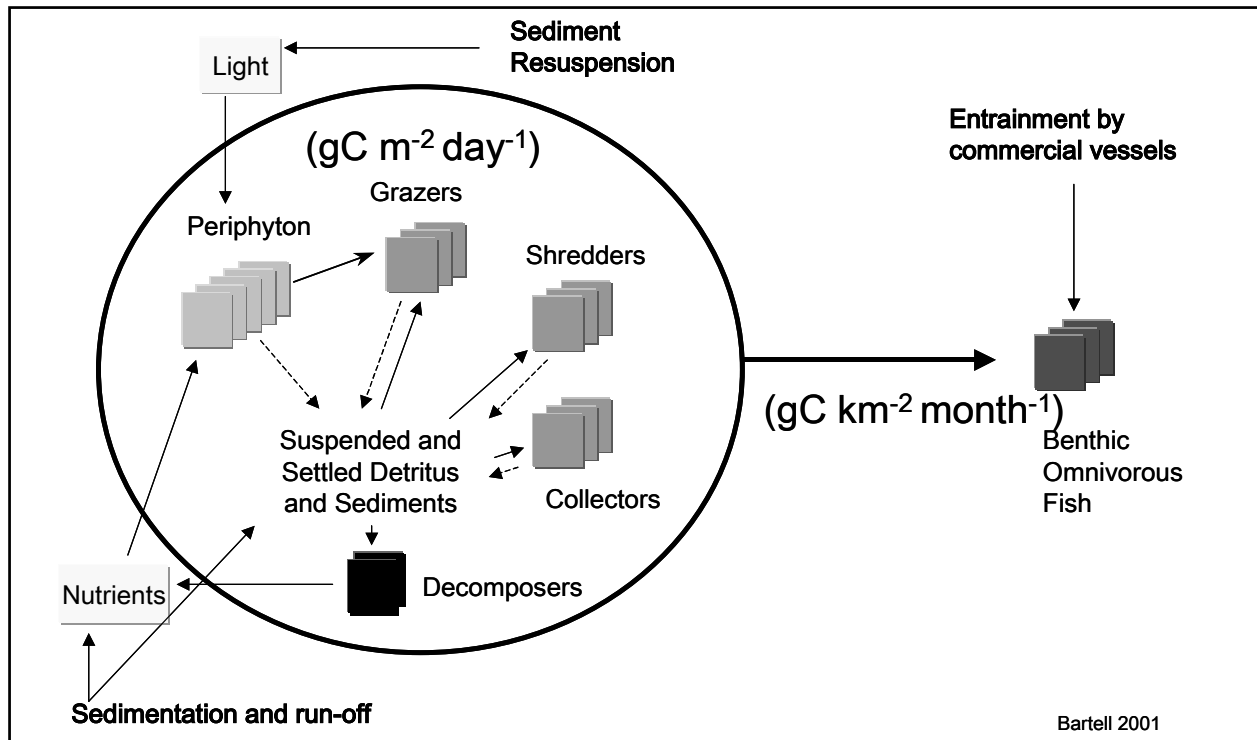 Sediment
Resuspension
Light
Entrainment by
commercial vessels
(gC m-2 day-1)
Grazers
Periphyton
Shredders
(gC km-2 month-1)
Suspended and
Settled Detritus
and Sediments
Collectors
Benthic
Omnivorous
Fish
Decomposers
Nutrients
Sedimentation and run-off
Bartell 2001